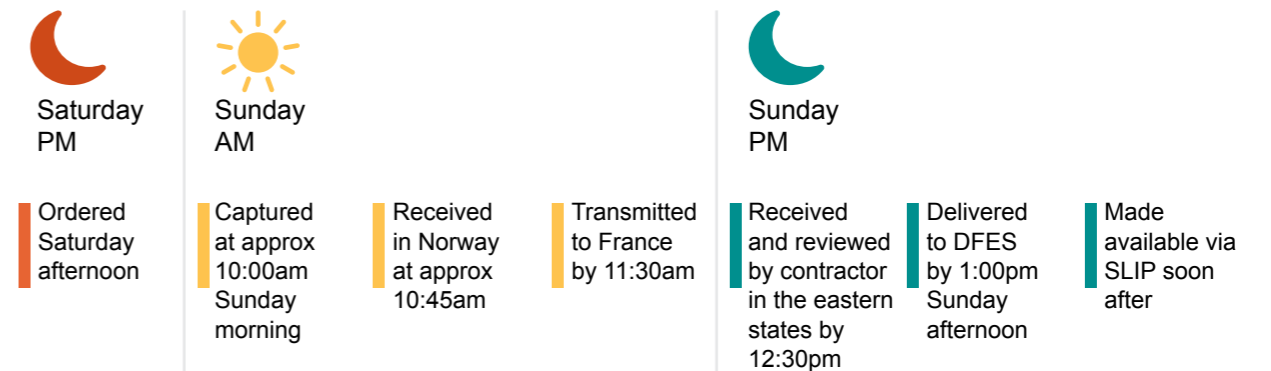 Saturday
PM
Sunday
AM
Sunday
PM
Ordered
Saturday
afternoon
Captured
at approx
10:00am
Sunday
morning
Received
in Norway
at approx
10:45am
Transmitted
to France
by 11:30am
Received
and reviewed
by contractor
in the eastern
states by
12:30pm
Delivered
to DFES
by 1:00pm
Sunday
afternoon
Made
available via
SLIP soon
after